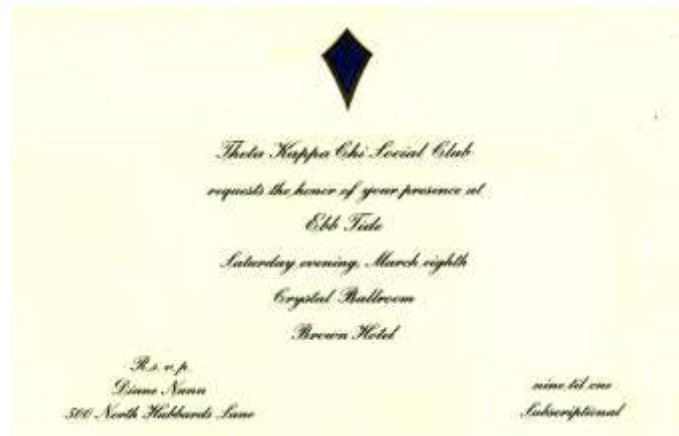 Theta Kappa Chi Social Club
requests the honor of your presence at
Ebb Tide
Saturday evening, March eighth
Crystal Ballroom
Brown Hotel
R.s.v.p.
Diane Nunn
500 North Hubbards Lane
nine til one
Subscriptional